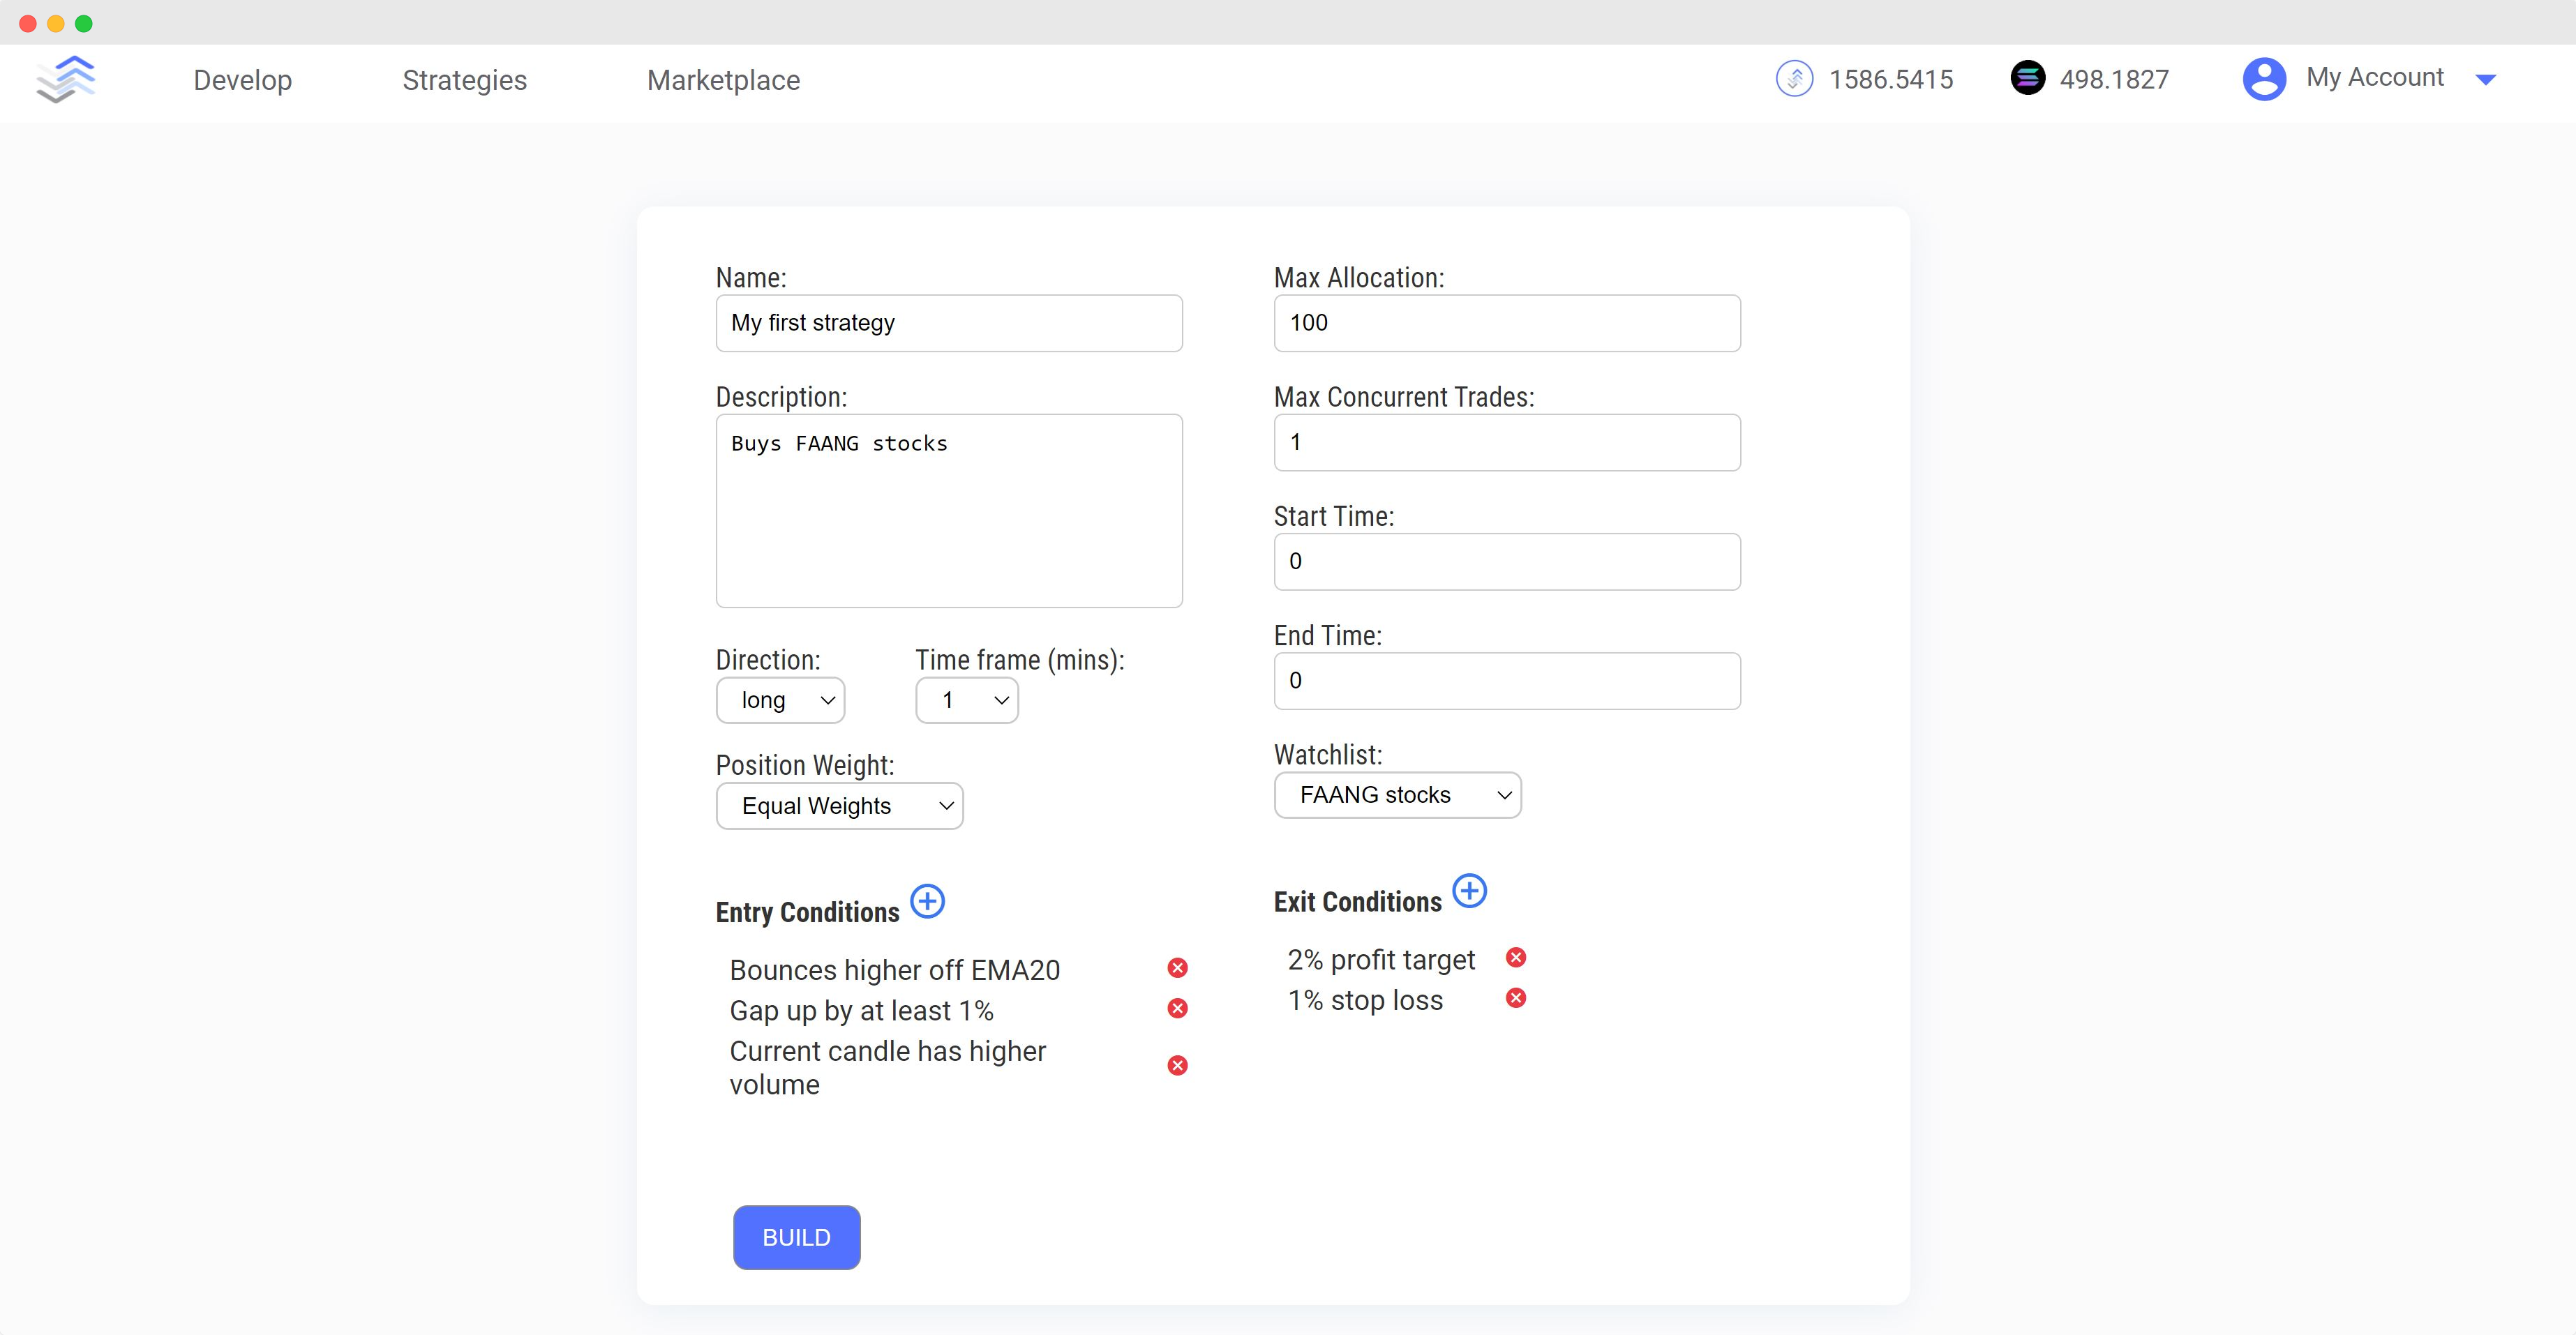 Develop
Strategies
Marketplace
1586.5415
498.1827
My Account
Name:
My first strategy
Description:
Buys FAANG stocks
Direction:
Time frame (mins):
long
1
Position Weight:
Equal Weights
Max Allocation:
100
Max Concurrent Trades:
1
Start Time:
0
End Time:
0
Watchlist:
FAANG stocks
Entry Conditions
Bounces higher off EMA20
Gap up by at least 1%
Current candle has higher
volume
Exit Conditions
2% profit target
1% stop loss
BUILD